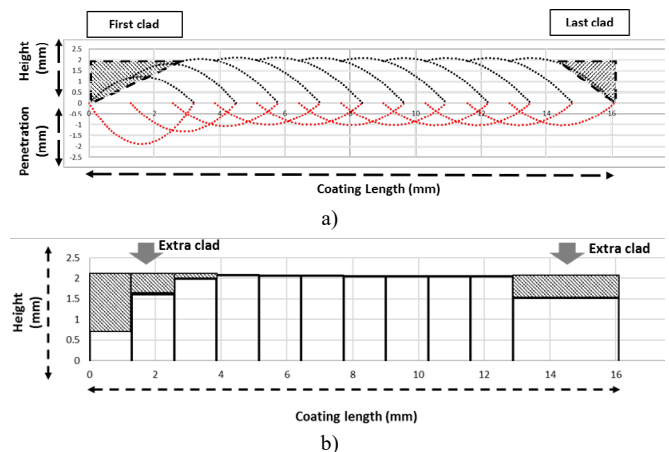 First clad
Last clad
Height (mm)
2.5
2
1.5
1
0.5
0
-0.5
-1
-1.5
-2
-2.5
0 2 4 6 8 10 12 14 16
Penetration (mm)
Coating Length (mm)
a)
Extra clad
Extra clad
Height (mm)
2.5
2
1.5
1
0.5
0
0 2 4 6 8 10 12 14 16
Coating length (mm)
b)